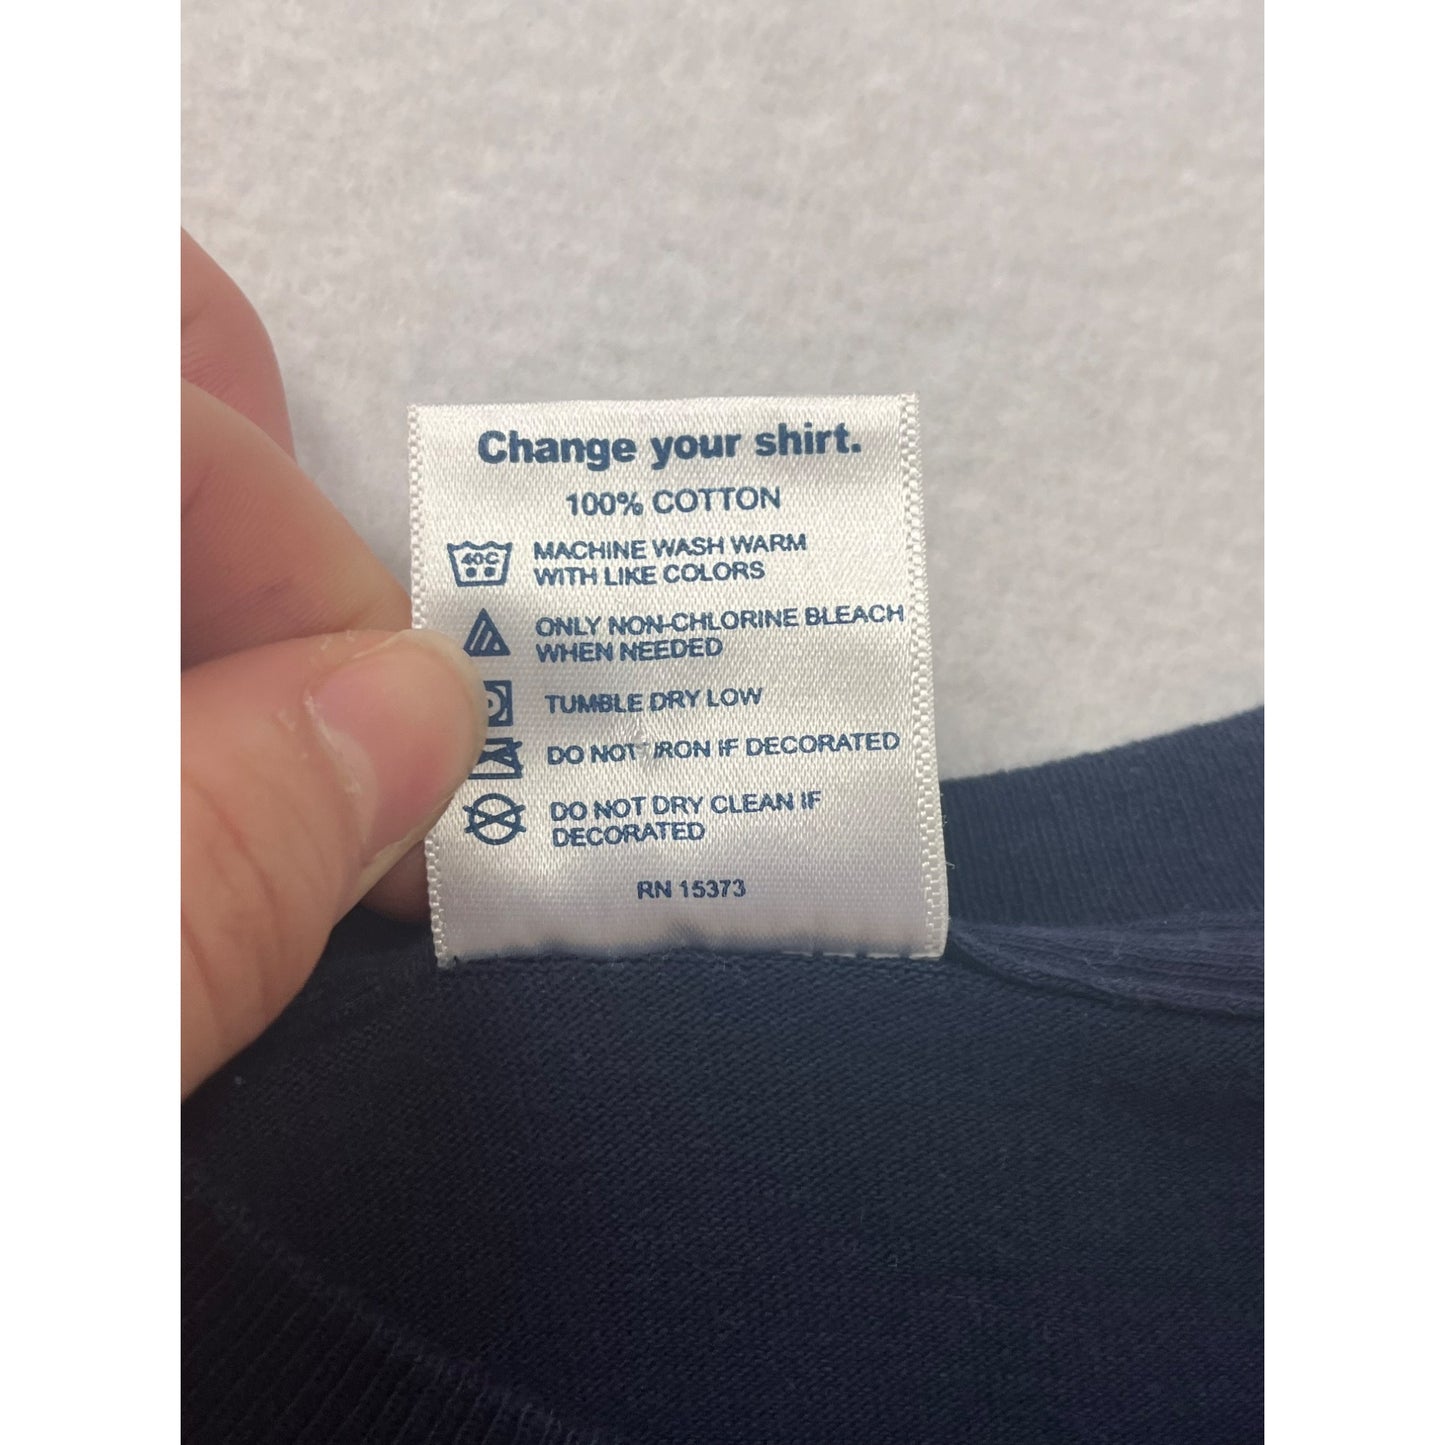 Change your shirt.
100% COTTON
40C
MACHINE WASH WARM
WITH LIKE COLORS
ONLY NON-CHLORINE BLEACH
WHEN NEEDED
TUMBLE DRY LOW
DO NOT IRON IF DECORATED
DO NOT DRY CLEAN IF
DECORATED
RN 15373